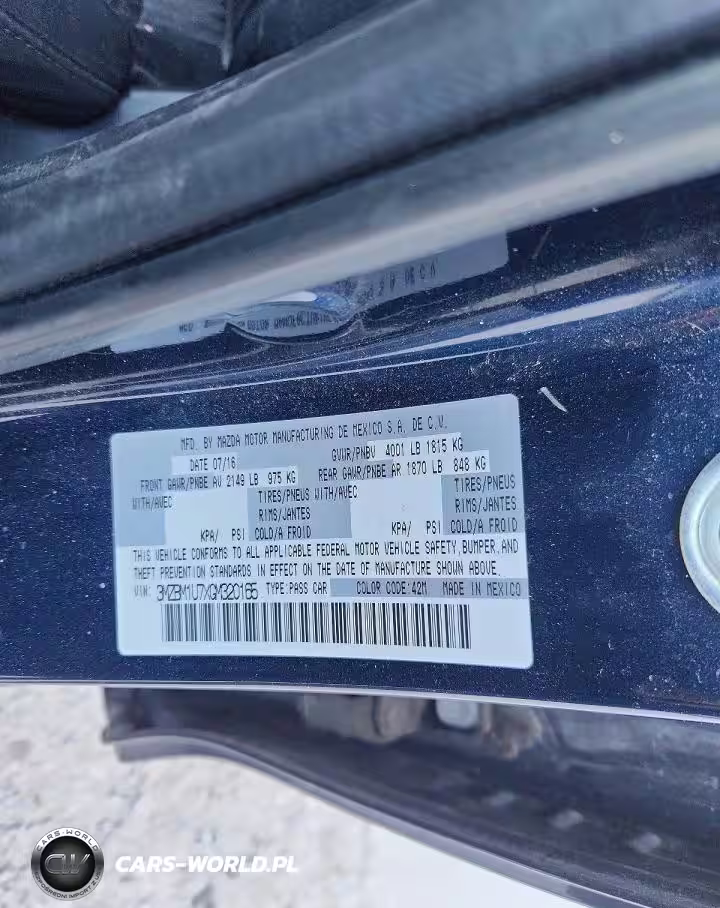 MFD. BY MAZDA MOTOR MANUFACTURING DE MEXICO S.A. DE C.V.
DATE 07/16 GVWR/PNBV 4001 LB 1815 KG
FRONT GAWR/PNBE AV 2149 LB 975 KG REAR GAWR/PNBE AR 1870 LB 848 KG
WITH/AVEC TIRES/PNEUS WITH/AVEC TIRES/PNEUS
RIMS/JANTES RIMS/JANTES
KPA/ PSI COLD/A FROID KPA/ PSI COLD/A FROID
THIS VEHICLE CONFORMS TO ALL APPLICABLE FEDERAL MOTOR VEHICLE SAFETY, BUMPER, AND
THEFT PREVENTION STANDARDS IN EFFECT ON THE DATE OF MANUFACTURE SHOWN ABOVE.
VIN: 3MZBM1U7XGM320165 TYPE:PASS CAR COLOR CODE:42M MADE IN MEXICO
CARS-WORLD
CW
CARS-WORLD.PL